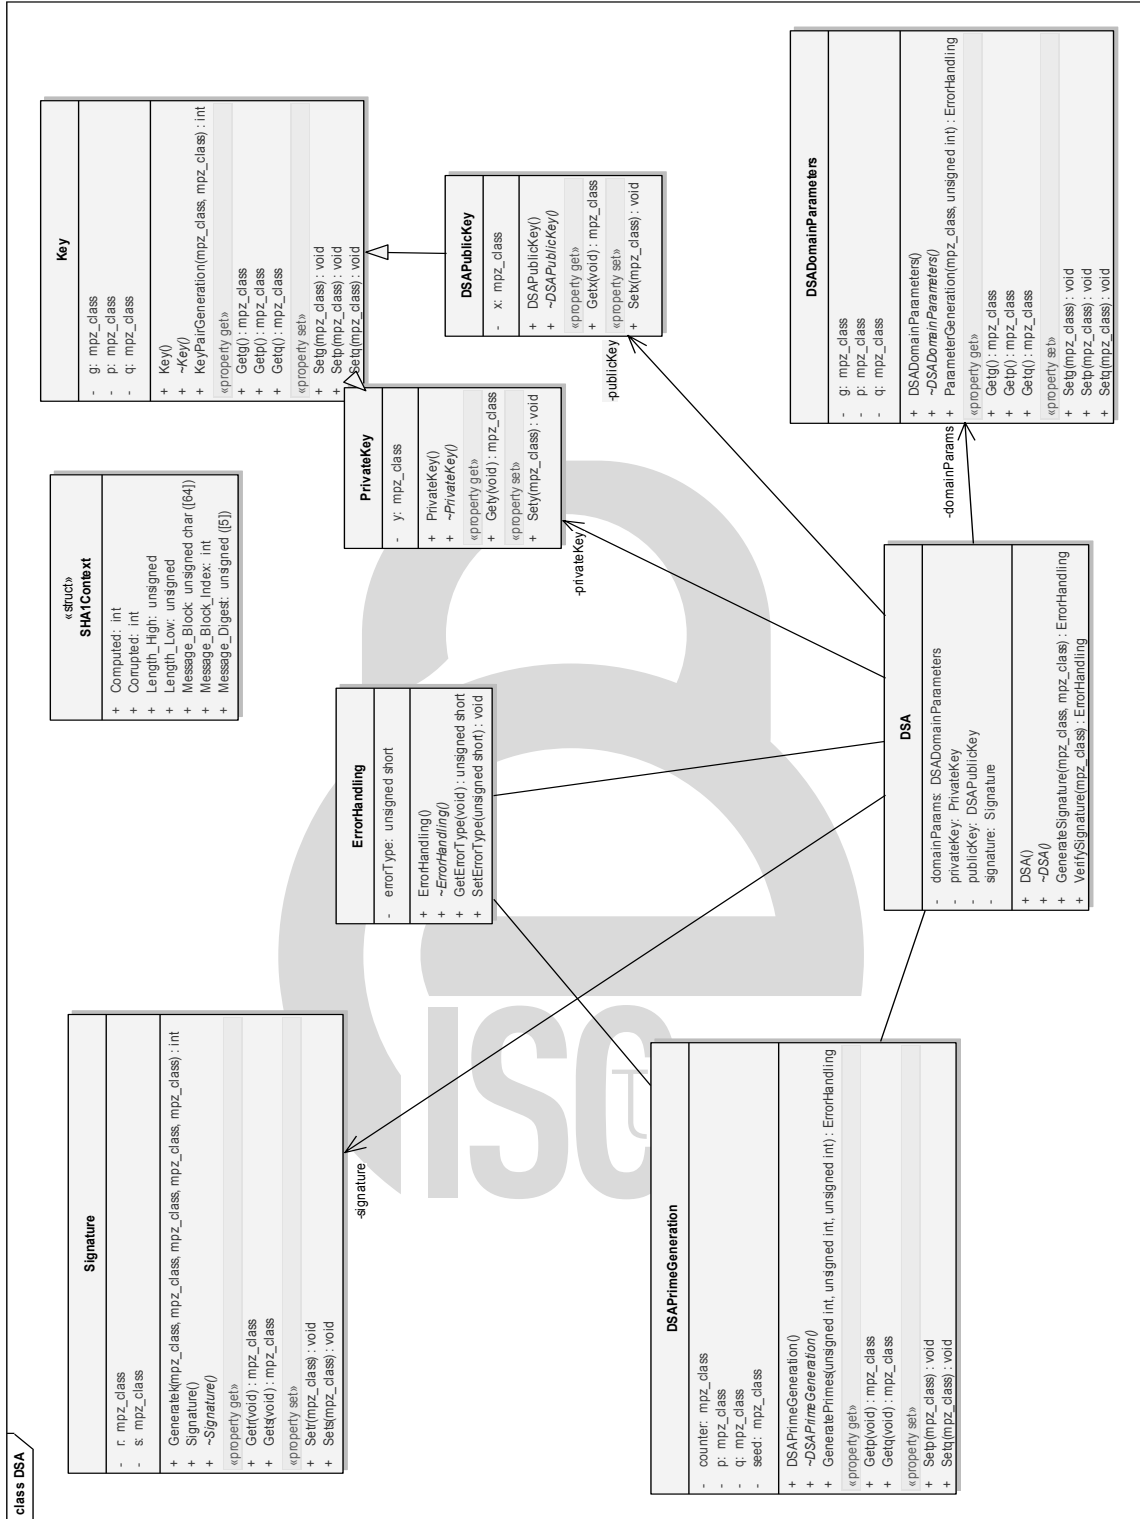 class DSA
Signature
- r: mpz_class
- s: mpz_class
+ Generatek(mpz_class, mpz_class, mpz_class, mpz_class, mpz_class) : int
+ Signature()
+ ~Signature()
«property get»
+ Getr(void) : mpz_class
+ Gets(void) : mpz_class
«property set»
+ Setr(mpz_class) : void
+ Sets(mpz_class) : void
-signature
ErrorHandling
- errorType: unsigned short
+ ErrorHandling()
+ ~ErrorHandling()
+ GetErrorType(void) : unsigned short
+ SetErrorType(unsigned short) : void
«struct»
SHA1Context
+ Computed: int
+ Corrupted: int
+ Length_High: unsigned
+ Length_Low: unsigned
+ Message_Block: unsigned char ([64])
+ Message_Block_Index: int
+ Message_Digest: unsigned ([5])
Key
- g: mpz_class
- p: mpz_class
- q: mpz_class
+ Key()
+ ~Key()
+ KeyPairGeneration(mpz_class, mpz_class) : int
«property get»
+ Getg() : mpz_class
+ Getp() : mpz_class
+ Getq() : mpz_class
«property set»
+ Setg(mpz_class) : void
+ Setp(mpz_class) : void
+ Setq(mpz_class) : void
PrivateKey
- y: mpz_class
+ PrivateKey()
+ ~PrivateKey()
«property get»
+ Gety(void) : mpz_class
«property set»
+ Sety(mpz_class) : void
-privateKey
DSAPublicKey
- x: mpz_class
+ DSAPublicKey()
+ ~DSAPublicKey()
«property get»
+ Getx(void) : mpz_class
«property set»
+ Setx(mpz_class) : void
-publicKey
DSAPrimeGeneration
- counter: mpz_class
- p: mpz_class
- q: mpz_class
- seed: mpz_class
+ DSAPrimeGeneration()
+ ~DSAPrimeGeneration()
+ GeneratePrimes(unsigned int, unsigned int, unsigned int) : ErrorHandling
«property get»
+ Getp(void) : mpz_class
+ Getq(void) : mpz_class
«property set»
+ Setp(mpz_class) : void
+ Setq(mpz_class) : void
DSA
- domainParams: DSADomainParameters
- privateKey: PrivateKey
- publicKey: DSAPublicKey
- signature: Signature
+ DSA()
+ ~DSA()
+ GenerateSignature(mpz_class, mpz_class) : ErrorHandling
+ VerifySignature(mpz_class) : ErrorHandling
-domainParams
DSADomainParameters
- g: mpz_class
- p: mpz_class
- q: mpz_class
+ DSADomainParameters()
+ ~DSADomainParameters()
+ ParameterGeneration(mpz_class, unsigned int) : ErrorHandling
«property get»
+ Getg() : mpz_class
+ Getp() : mpz_class
+ Getq() : mpz_class
«property set»
+ Setg(mpz_class) : void
+ Setp(mpz_class) : void
+ Setq(mpz_class) : void
ISC